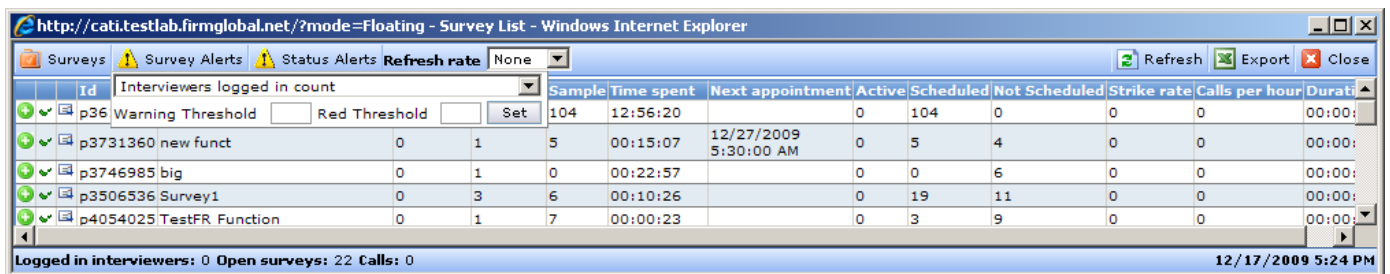 http://cati.testlab.firmglobal.net/?mode=Floating - Survey List - Windows Internet Explorer
Surveys Survey Alerts Status Alerts Refresh rate None Refresh Export Close
Interviewers logged in count
Warning Threshold Red Threshold Set
Id Sample Time spent Next appointment Active Scheduled Not Scheduled Strike rate Calls per hour Durati
p36 104 12:56:20 0 104 0 0 0 00:00:
p3731360 new funct 0 1 5 00:15:07 12/27/2009 5:30:00 AM 0 5 4 0 0 00:00:
p3746985 big 0 1 0 00:22:57 0 0 6 0 0 00:00:
p3506536 Survey1 0 3 6 00:10:26 0 19 11 0 0 00:00:
p4054025 TestFR Function 0 1 7 00:00:23 0 3 9 0 0 00:00:
Logged in interviewers: 0 Open surveys: 22 Calls: 0 12/17/2009 5:24 PM